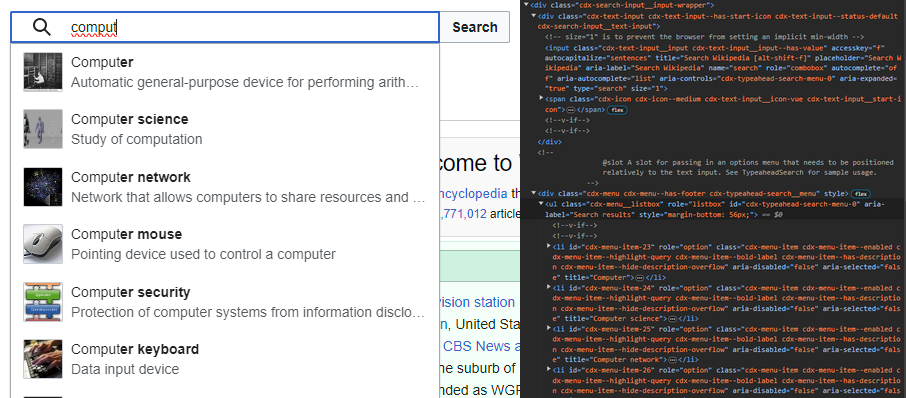 comput
Search
Computer
Automatic general-purpose device for performing arith…
Computer science
Study of computation
Computer network
Network that allows computers to share resources and …
Computer mouse
Pointing device used to control a computer
Computer security
Protection of computer systems from information disclo…
Computer keyboard
Data input device
come to
ncyclopedia th
,771,012 article
vision station
n, United Sta
CBS News a
he suburb of
nded as WGF
<div class="cdx-search-input__input-wrapper">
<div class="cdx-text-input cdx-text-input--has-start-icon cdx-text-input--status-default
cdx-search-input__text-input">
<!-- size="1" is to prevent the browser from setting an implicit min-width -->
<input class="cdx-text-input__input cdx-text-input__input--has-value" accesskey="f"
autocapitalize="sentences" title="Search Wikipedia [alt-shift-f]" placeholder="Search
Wikipedia" aria-label="Search Wikipedia" name="search" role="combobox" autocomplete="of
f" aria-autocomplete="list" aria-controls="cdx-typeahead-search-menu-0" aria-expanded=
"true" type="search" size="1">
<span class="cdx-icon cdx-icon--medium cdx-text-input__icon-vue cdx-text-input__start-i
con">…</span> flex
<!--v-if-->
<!--v-if-->
</div>
<!--
@slot A slot for passing in an options menu that needs to be positioned
relatively to the text input. See TypeaheadSearch for sample usage.
-->
<div class="cdx-menu cdx-menu--has-footer cdx-typeahead-search__menu" style> flex
<ul class="cdx-menu__listbox" role="listbox" id="cdx-typeahead-search-menu-0" aria-
label="Search results" style="margin-bottom: 56px;"> == $0
<!--v-if-->
<!--v-if-->
<li id="cdx-menu-item-23" role="option" class="cdx-menu-item cdx-menu-item--enabled c
dx-menu-item--highlight-query cdx-menu-item--bold-label cdx-menu-item--has-descriptio
n cdx-menu-item--hide-description-overflow" aria-disabled="false" aria-selected="fals
e" title="Computer">…</li>
<li id="cdx-menu-item-24" role="option" class="cdx-menu-item cdx-menu-item--enabled c
dx-menu-item--highlight-query cdx-menu-item--bold-label cdx-menu-item--has-descriptio
n cdx-menu-item--hide-description-overflow" aria-disabled="false" aria-selected="fals
e" title="Computer science">…</li>
<li id="cdx-menu-item-25" role="option" class="cdx-menu-item cdx-menu-item--enabled c
dx-menu-item--highlight-query cdx-menu-item--bold-label cdx-menu-item--has-descriptio
n cdx-menu-item--hide-description-overflow" aria-disabled="false" aria-selected="fals
e" title="Computer network">…</li>
<li id="cdx-menu-item-26" role="option" class="cdx-menu-item cdx-menu-item--enabled c
dx-menu-item--highlight-query cdx-menu-item--bold-label cdx-menu-item--has-descriptio
n cdx-menu-item--hide-description-overflow" aria-disabled="false" aria-selected="fals